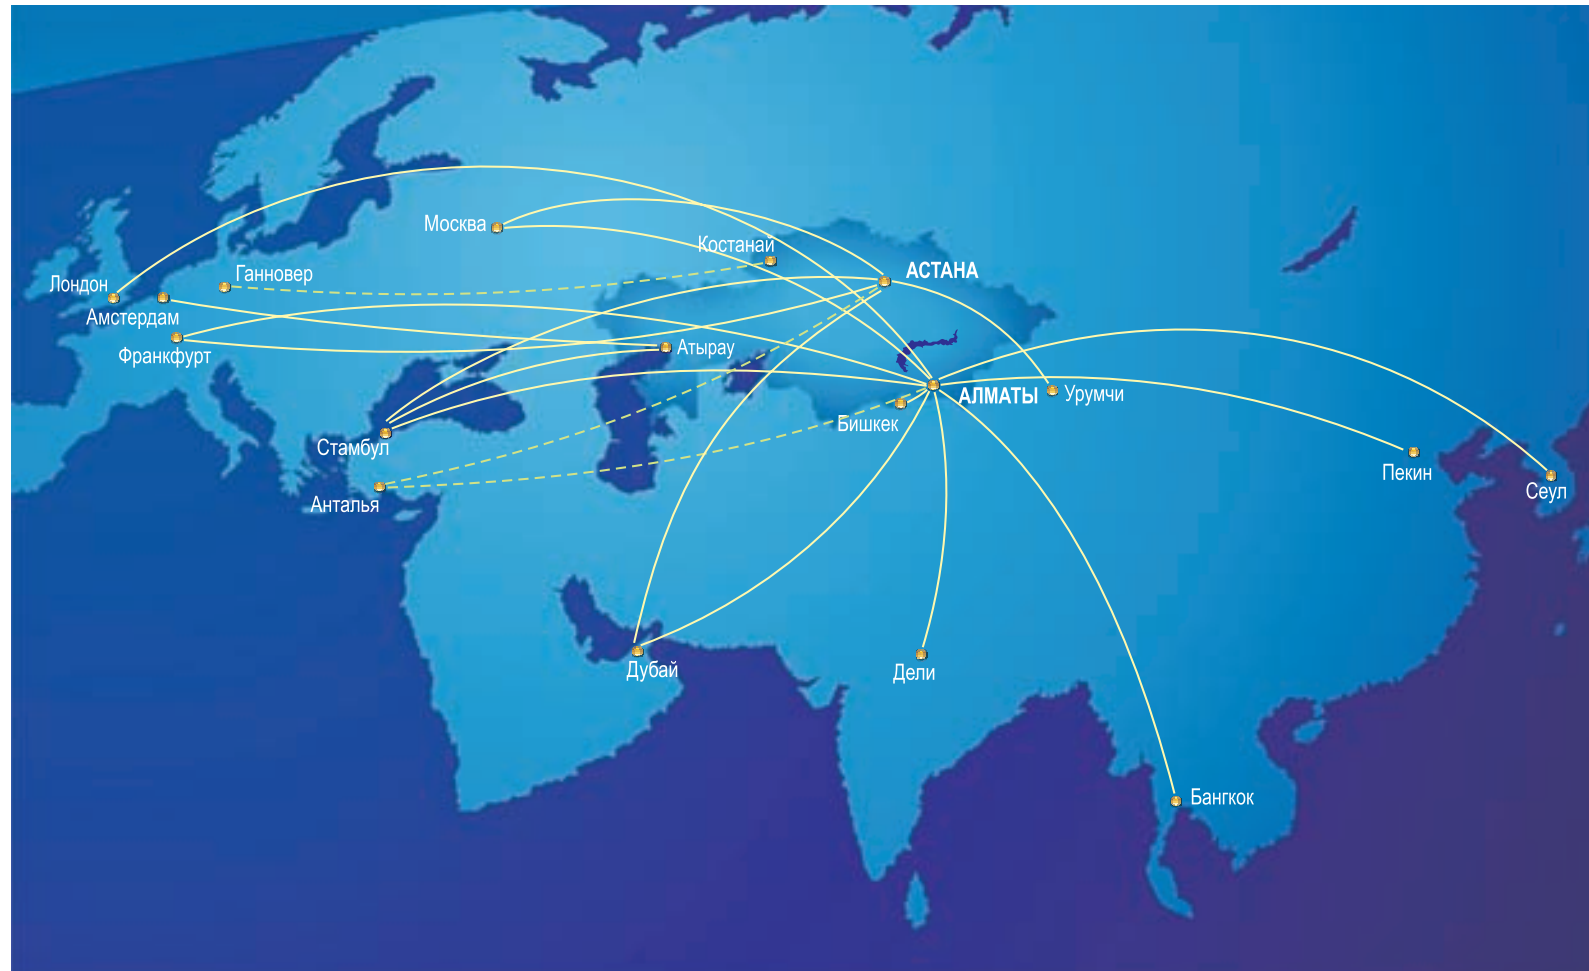 Москва
Костанай
АСТАНА
Ганновер
Лондон
Амстердам
Франкфурт
Атырау
АЛМАТЫ
Урумчи
Бишкек
Стамбул
Пекин
Сеул
Анталья
Дубай
Дели
Бангкок